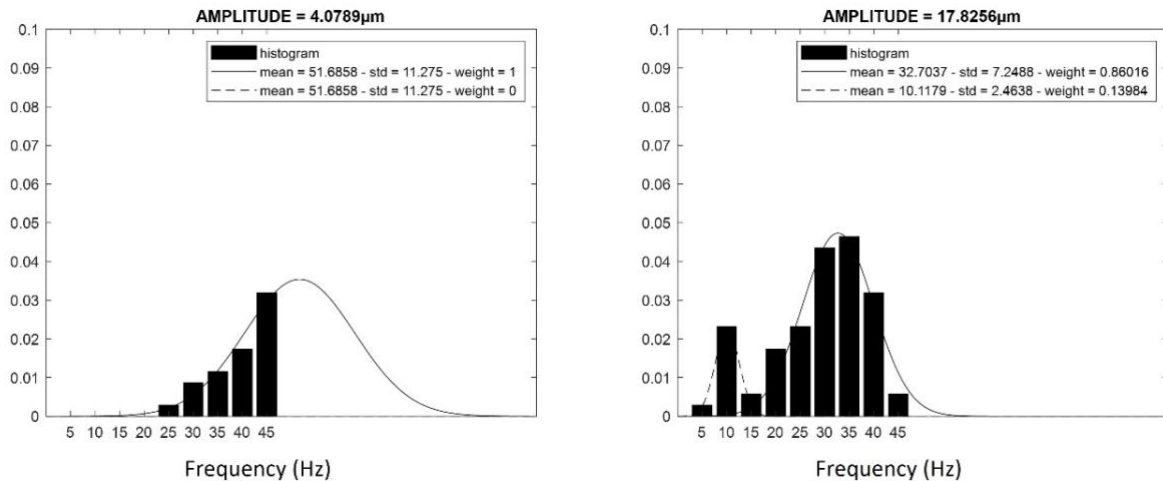 AMPLITUDE = 4.0789µm
histogram
mean = 51.6858 - std = 11.275 - weight = 1
mean = 51.6858 - std = 11.275 - weight = 0
0.1
0.09
0.08
0.07
0.06
0.05
0.04
0.03
0.02
0.01
0
5 10 15 20 25 30 35 40 45
Frequency (Hz)
AMPLITUDE = 17.8256µm
histogram
mean = 32.7037 - std = 7.2488 - weight = 0.86016
mean = 10.1179 - std = 2.4638 - weight = 0.13984
0.1
0.09
0.08
0.07
0.06
0.05
0.04
0.03
0.02
0.01
0
5 10 15 20 25 30 35 40 45
Frequency (Hz)